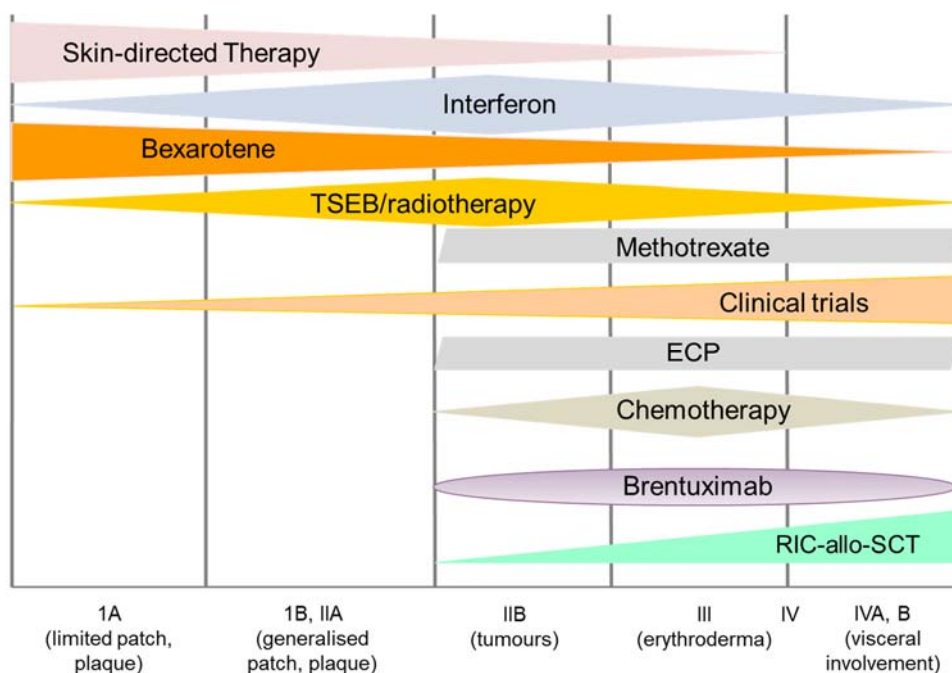 Skin-directed Therapy
Interferon
Bexarotene
TSEB/radiotherapy
Methotrexate
Clinical trials
ECP
Chemotherapy
Brentuximab
RIC-allo-SCT
1A
(limited patch,
plaque)
1B, IIA
(generalised
patch, plaque)
IIB
(tumours)
III
(erythroderma)
IV
IVA, B
(visceral
involvement)